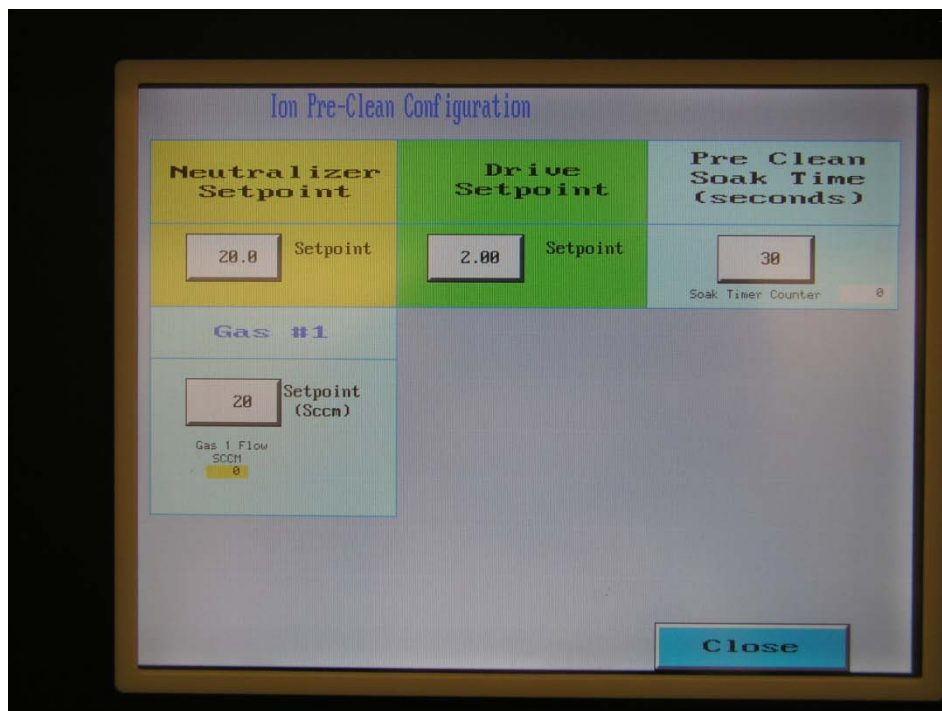 Ion Pre-Clean Configuration
Neutralizer
Setpoint
Drive
Setpoint
Pre Clean
Soak Time
(seconds)
20.0
Setpoint
2.00
Setpoint
30
Soak Timer Counter
0
Gas #1
20
Setpoint
(Sccm)
Gas 1 Flow
SCCM
0
Close